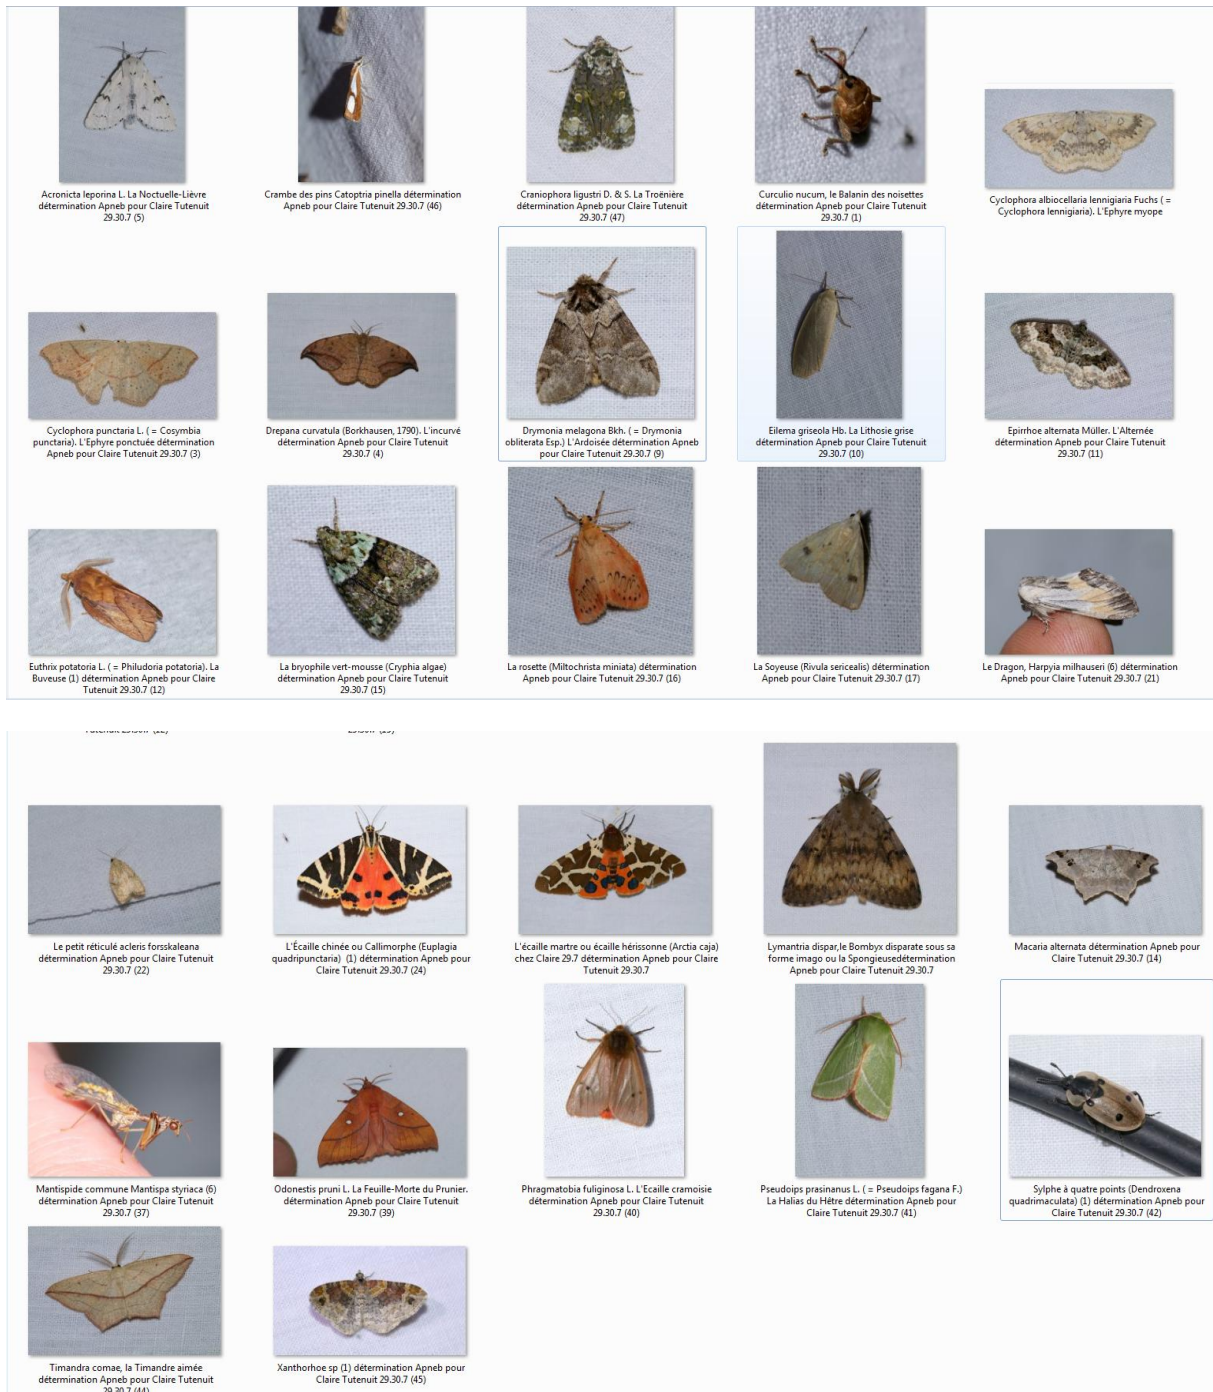 Acronicta leporina L. La Noctuelle-Lièvre
détermination Apneb pour Claire Tutenuit
29.30.7 (5)
Crambe des pins Catoptria pinella détermination
Apneb pour Claire Tutenuit 29.30.7 (46)
Craniophora ligustri D. & S. La Troënière
détermination Apneb pour Claire Tutenuit
29.30.7 (47)
Curculio nucum, le Balanin des noisettes
détermination Apneb pour Claire Tutenuit
29.30.7 (1)
Cyclophora albiocellaria lennigiaria Fuchs ( =
Cyclophora lennigiaria). L'Ephyre myope
Cyclophora punctaria L. ( = Cosymbia
punctaria). L'Ephyre ponctuée détermination
Apneb pour Claire Tutenuit 29.30.7 (3)
Drepana curvatula (Borkhausen, 1790). L'incurvé
détermination Apneb pour Claire Tutenuit
29.30.7 (4)
Drymonia melagona Bkh. ( = Drymonia
obliterata Esp.) L'Ardoisée détermination Apneb
pour Claire Tutenuit 29.30.7 (9)
Eilema griseola Hb. La Lithosie grise
détermination Apneb pour Claire Tutenuit
29.30.7 (10)
Epirrhoe alternata Müller. L'Alternée
détermination Apneb pour Claire Tutenuit
29.30.7 (11)
Euthrix potatoria L. ( = Philudoria potatoria). La
Buveuse (1) détermination Apneb pour Claire
Tutenuit 29.30.7 (12)
La bryophile vert-mousse (Cryphia algae)
détermination Apneb pour Claire Tutenuit
29.30.7 (15)
La rosette (Miltochrista miniata) détermination
Apneb pour Claire Tutenuit 29.30.7 (16)
La Soyeuse (Rivula sericealis) détermination
Apneb pour Claire Tutenuit 29.30.7 (17)
Le Dragon, Harpyia milhauseri (6) détermination
Apneb pour Claire Tutenuit 29.30.7 (21)
Le petit réticulé acleris forsskaleana
détermination Apneb pour Claire Tutenuit
29.30.7 (22)
L'Écaille chinée ou Callimorphe (Euplagia
quadripunctaria) (1) détermination Apneb pour
Claire Tutenuit 29.30.7 (24)
L'écaille martre ou écaille hérissonne (Arctia caja)
chez Claire 29.7 détermination Apneb pour Claire
Tutenuit 29.30.7
Lymantria dispar,le Bombyx disparate sous sa
forme imago ou la Spongieusedétermination
Apneb pour Claire Tutenuit 29.30.7
Macaria alternata détermination Apneb pour
Claire Tutenuit 29.30.7 (14)
Mantispide commune Mantispa styriaca (6)
détermination Apneb pour Claire Tutenuit
29.30.7 (37)
Odonestis pruni L. La Feuille-Morte du Prunier.
détermination Apneb pour Claire Tutenuit
29.30.7 (39)
Phragmatobia fuliginosa L. L'Ecaille cramoisie
détermination Apneb pour Claire Tutenuit
29.30.7 (40)
Pseudoips prasinanus L. ( = Pseudoips fagana F.)
La Halias du Hêtre détermination Apneb pour
Claire Tutenuit 29.30.7 (41)
Sylphe à quatre points (Dendroxena
quadrimaculata) (1) détermination Apneb pour
Claire Tutenuit 29.30.7 (42)
Timandra comae, la Timandre aimée
détermination Apneb pour Claire Tutenuit
29.30.7 (44)
Xanthorhoe sp (1) détermination Apneb pour
Claire Tutenuit 29.30.7 (45)